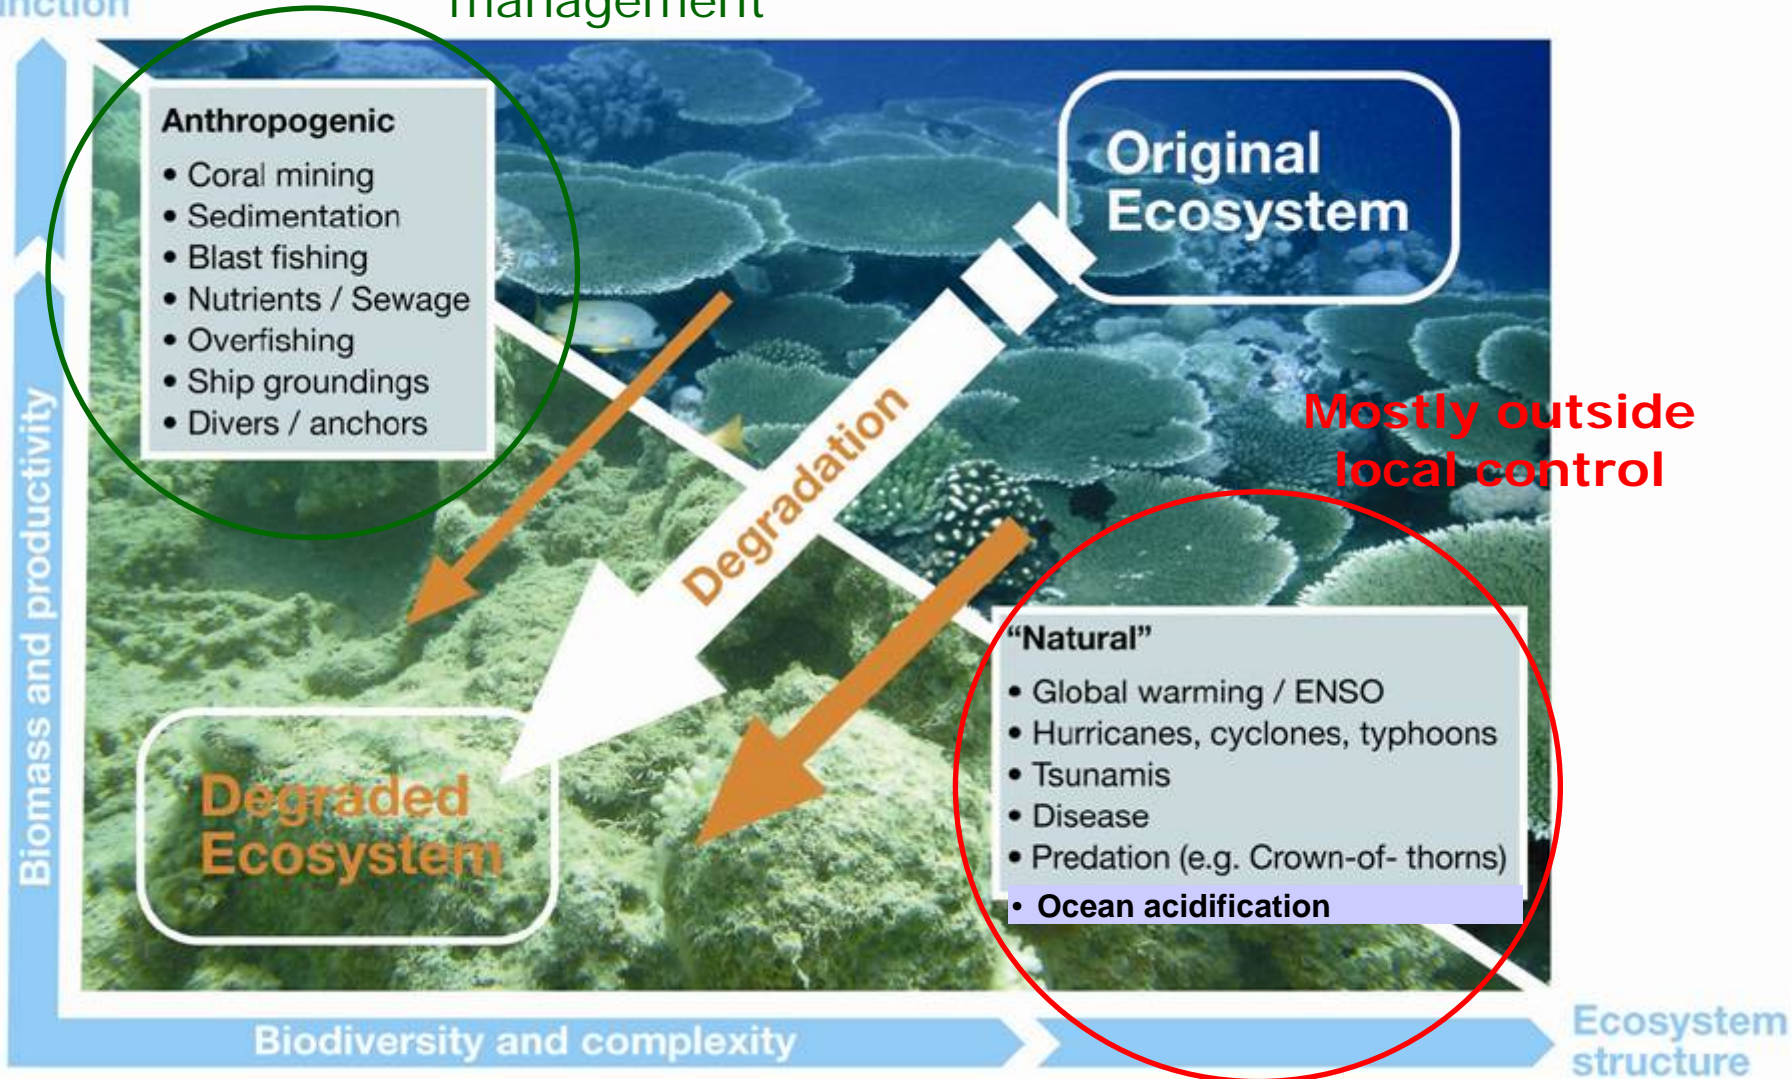 management
Anthropogenic
• Coral mining
• Sedimentation
• Blast fishing
• Nutrients / Sewage
• Overfishing
• Ship groundings
• Divers / anchors
Original
Ecosystem
Mostly outside
local control
Degradation
“Natural”
• Global warming / ENSO
• Hurricanes, cyclones, typhoons
• Tsunamis
• Disease
• Predation (e.g. Crown-of- thorns)
• Ocean acidification
Degraded
Ecosystem
Biomass and productivity
Biodiversity and complexity
Ecosystem
structure